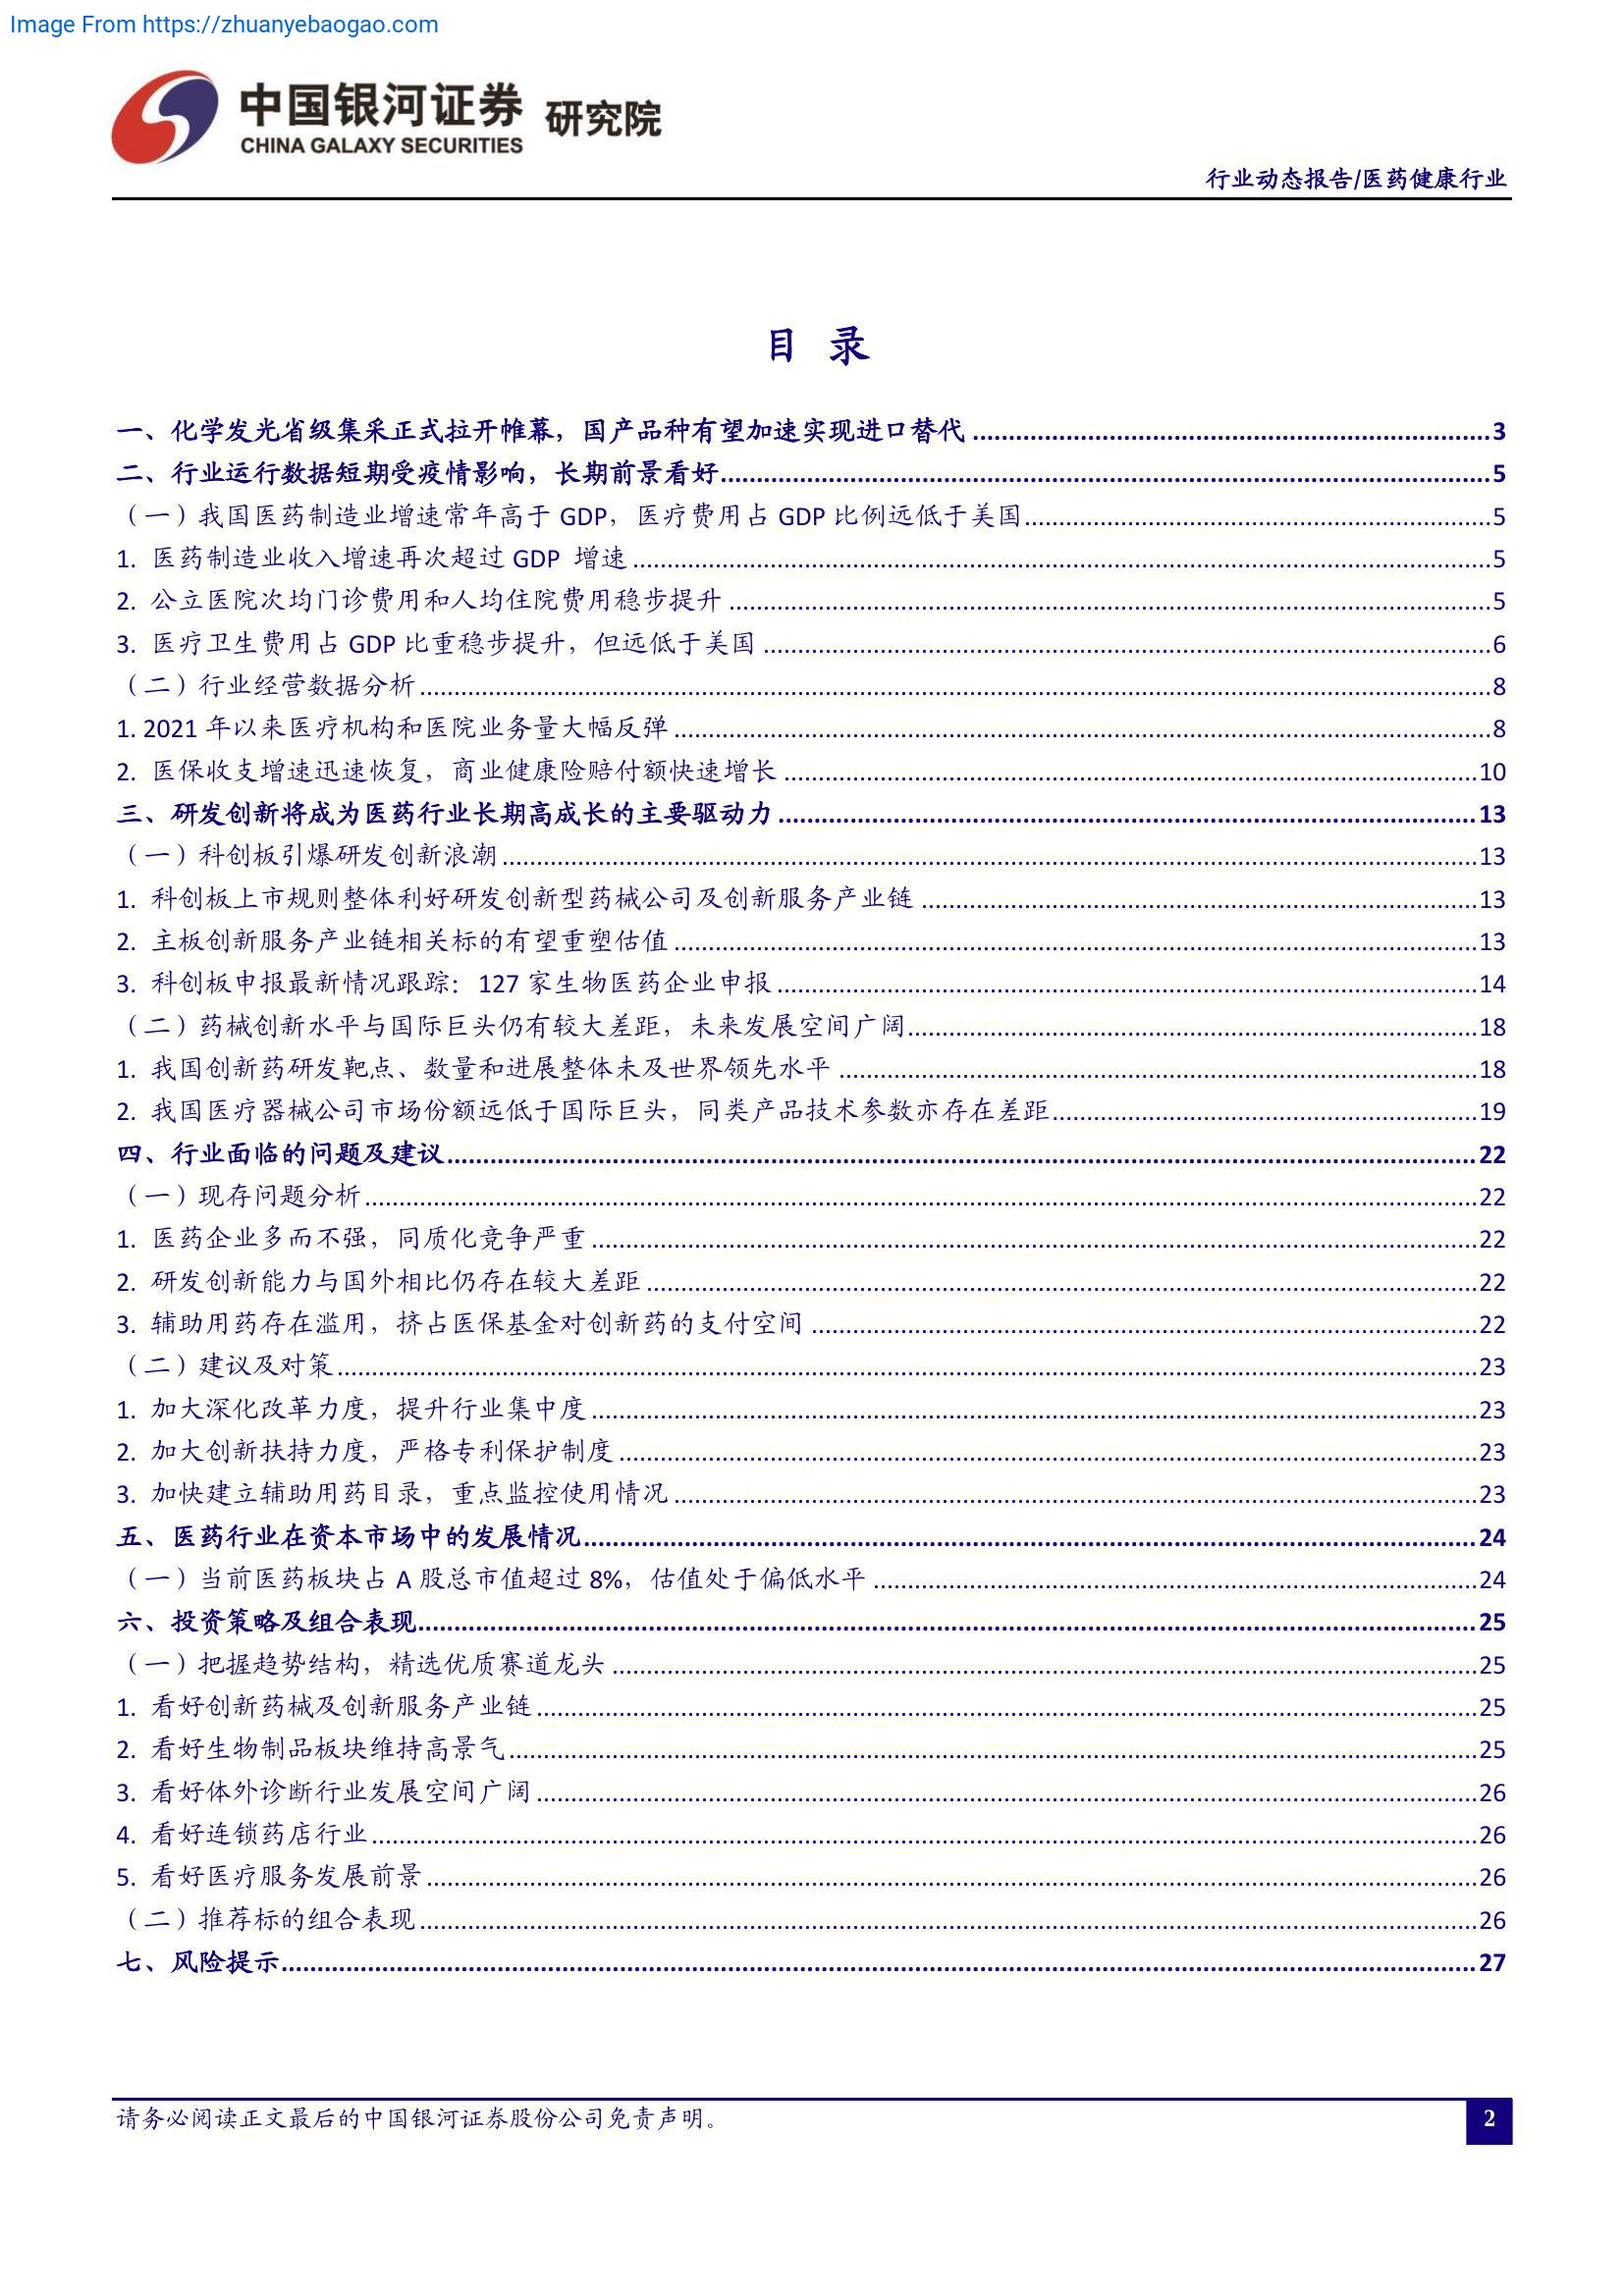 Image From https://zhuanyebaogao.com
中国银河证券 研究院
CHINA GALAXY SECURITIES
行业动态报告/医药健康行业
目 录
一、化学发光省级集采正式拉开帷幕，国产品种有望加速实现进口替代 ........ 3
二、行业运行数据短期受疫情影响，长期前景看好 ........ 5
（一）我国医药制造业增速常年高于 GDP，医疗费用占 GDP 比例远低于美国 ........ 5
1. 医药制造业收入增速再次超过 GDP 增速 ........ 5
2. 公立医院次均门诊费用和人均住院费用稳步提升 ........ 5
3. 医疗卫生费用占 GDP 比重稳步提升，但远低于美国 ........ 6
（二）行业经营数据分析 ........ 8
1. 2021 年以来医疗机构和医院业务量大幅反弹 ........ 8
2. 医保收支增速迅速恢复，商业健康险赔付额快速增长 ........ 10
三、研发创新将成为医药行业长期高成长的主要驱动力 ........ 13
（一）科创板引爆研发创新浪潮 ........ 13
1. 科创板上市规则整体利好研发创新型药械公司及创新服务产业链 ........ 13
2. 主板创新服务产业链相关标的有望重塑估值 ........ 13
3. 科创板申报最新情况跟踪：127 家生物医药企业申报 ........ 14
（二）药械创新水平与国际巨头仍有较大差距，未来发展空间广阔 ........ 18
1. 我国创新药研发靶点、数量和进展整体未及世界领先水平 ........ 18
2. 我国医疗器械公司市场份额远低于国际巨头，同类产品技术参数亦存在差距 ........ 19
四、行业面临的问题及建议 ........ 22
（一）现存问题分析 ........ 22
1. 医药企业多而不强，同质化竞争严重 ........ 22
2. 研发创新能力与国外相比仍存在较大差距 ........ 22
3. 辅助用药存在滥用，挤占医保基金对创新药的支付空间 ........ 22
（二）建议及对策 ........ 23
1. 加大深化改革力度，提升行业集中度 ........ 23
2. 加大创新扶持力度，严格专利保护制度 ........ 23
3. 加快建立辅助用药目录，重点监控使用情况 ........ 23
五、医药行业在资本市场中的发展情况 ........ 24
（一）当前医药板块占 A 股总市值超过 8%，估值处于偏低水平 ........ 24
六、投资策略及组合表现 ........ 25
（一）把握趋势结构，精选优质赛道龙头 ........ 25
1. 看好创新药械及创新服务产业链 ........ 25
2. 看好生物制品板块维持高景气 ........ 25
3. 看好体外诊断行业发展空间广阔 ........ 26
4. 看好连锁药店行业 ........ 26
5. 看好医疗服务发展前景 ........ 26
（二）推荐标的组合表现 ........ 26
七、风险提示 ........ 27
请务必阅读正文最后的中国银河证券股份公司免责声明。
2